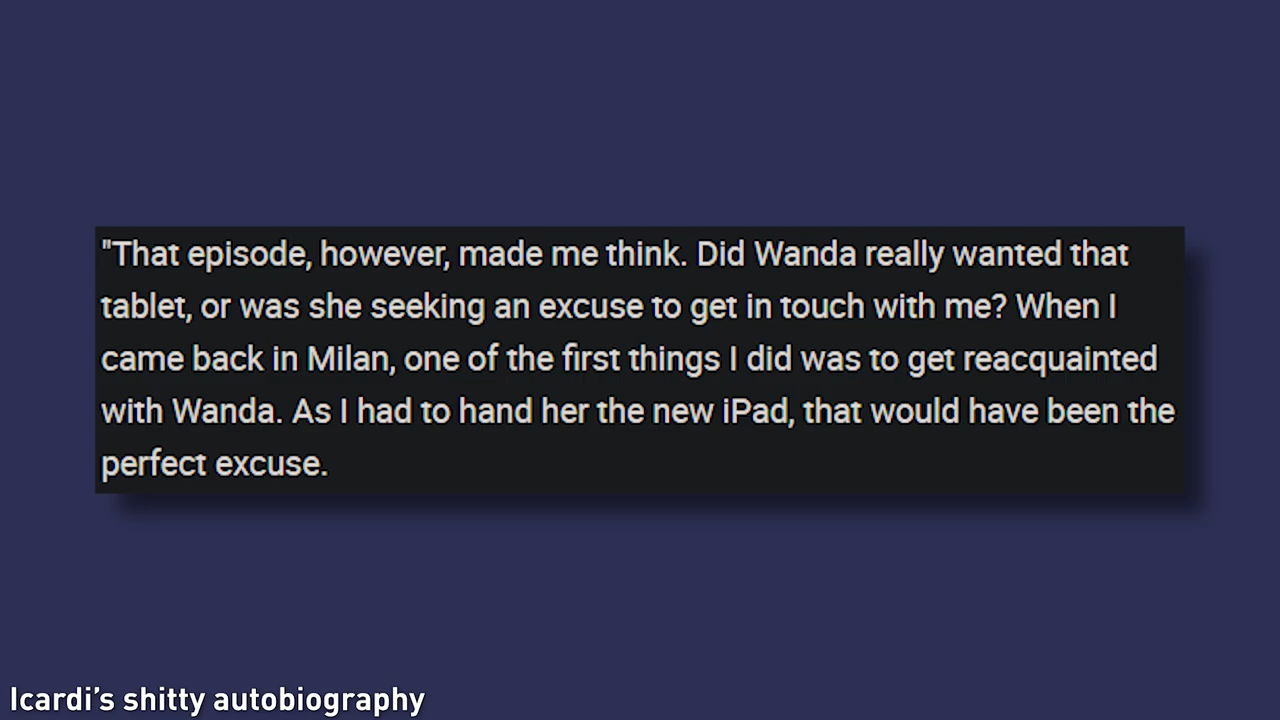 "That episode, however, made me think. Did Wanda really wanted that
tablet, or was she seeking an excuse to get in touch with me? When I
came back in Milan, one of the first things I did was to get reacquainted
with Wanda. As I had to hand her the new iPad, that would have been the
perfect excuse.
Icardi's shitty autobiography